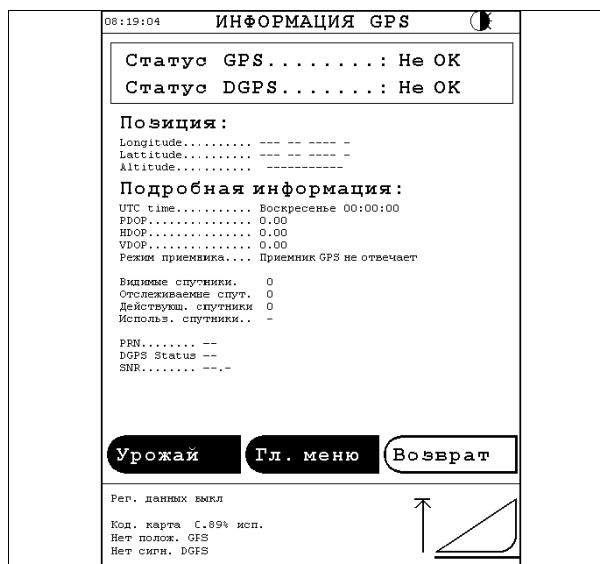 08:19:04 ИНФОРМАЦИЯ GPS
Статус GPS........: Не ОК
Статус DGPS.......: Не ОК
Позиция:
Longitude.......... --- -- ---- -
Lattitude.......... --- -- ---- -
Altitude........... -----------
Подробная информация:
UTC time........... Воскресенье 00:00:00
PDOP............... 0.00
HDOP............... 0.00
VDOP............... 0.00
Режим приемника.... Приемник GPS не отвечает
Видимые спутники. 0
Отслеживаемые спут. 0
Действующ. спутники 0
Использ. спутники.. -
PRN........ --
DGPS Status --
SNR........ --.-
Урожай Гл. меню Возврат
Рег. данных выкл
Код. карта 0.89% исп.
Нет полож. GPS
Нет сигн. DGPS